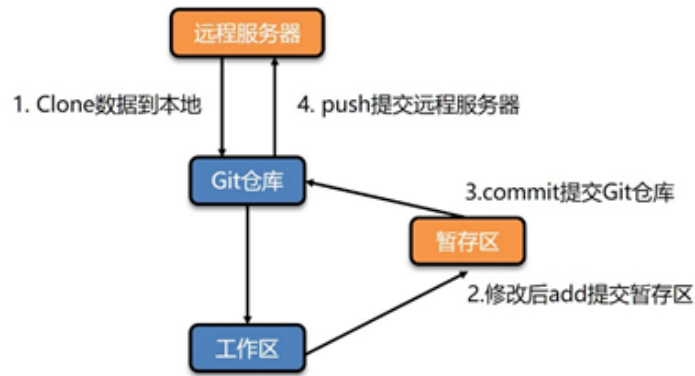 远程服务器
1. Clone数据到本地
4. push提交远程服务器
Git仓库
3.commit提交Git仓库
暂存区
2.修改后add提交暂存区
工作区